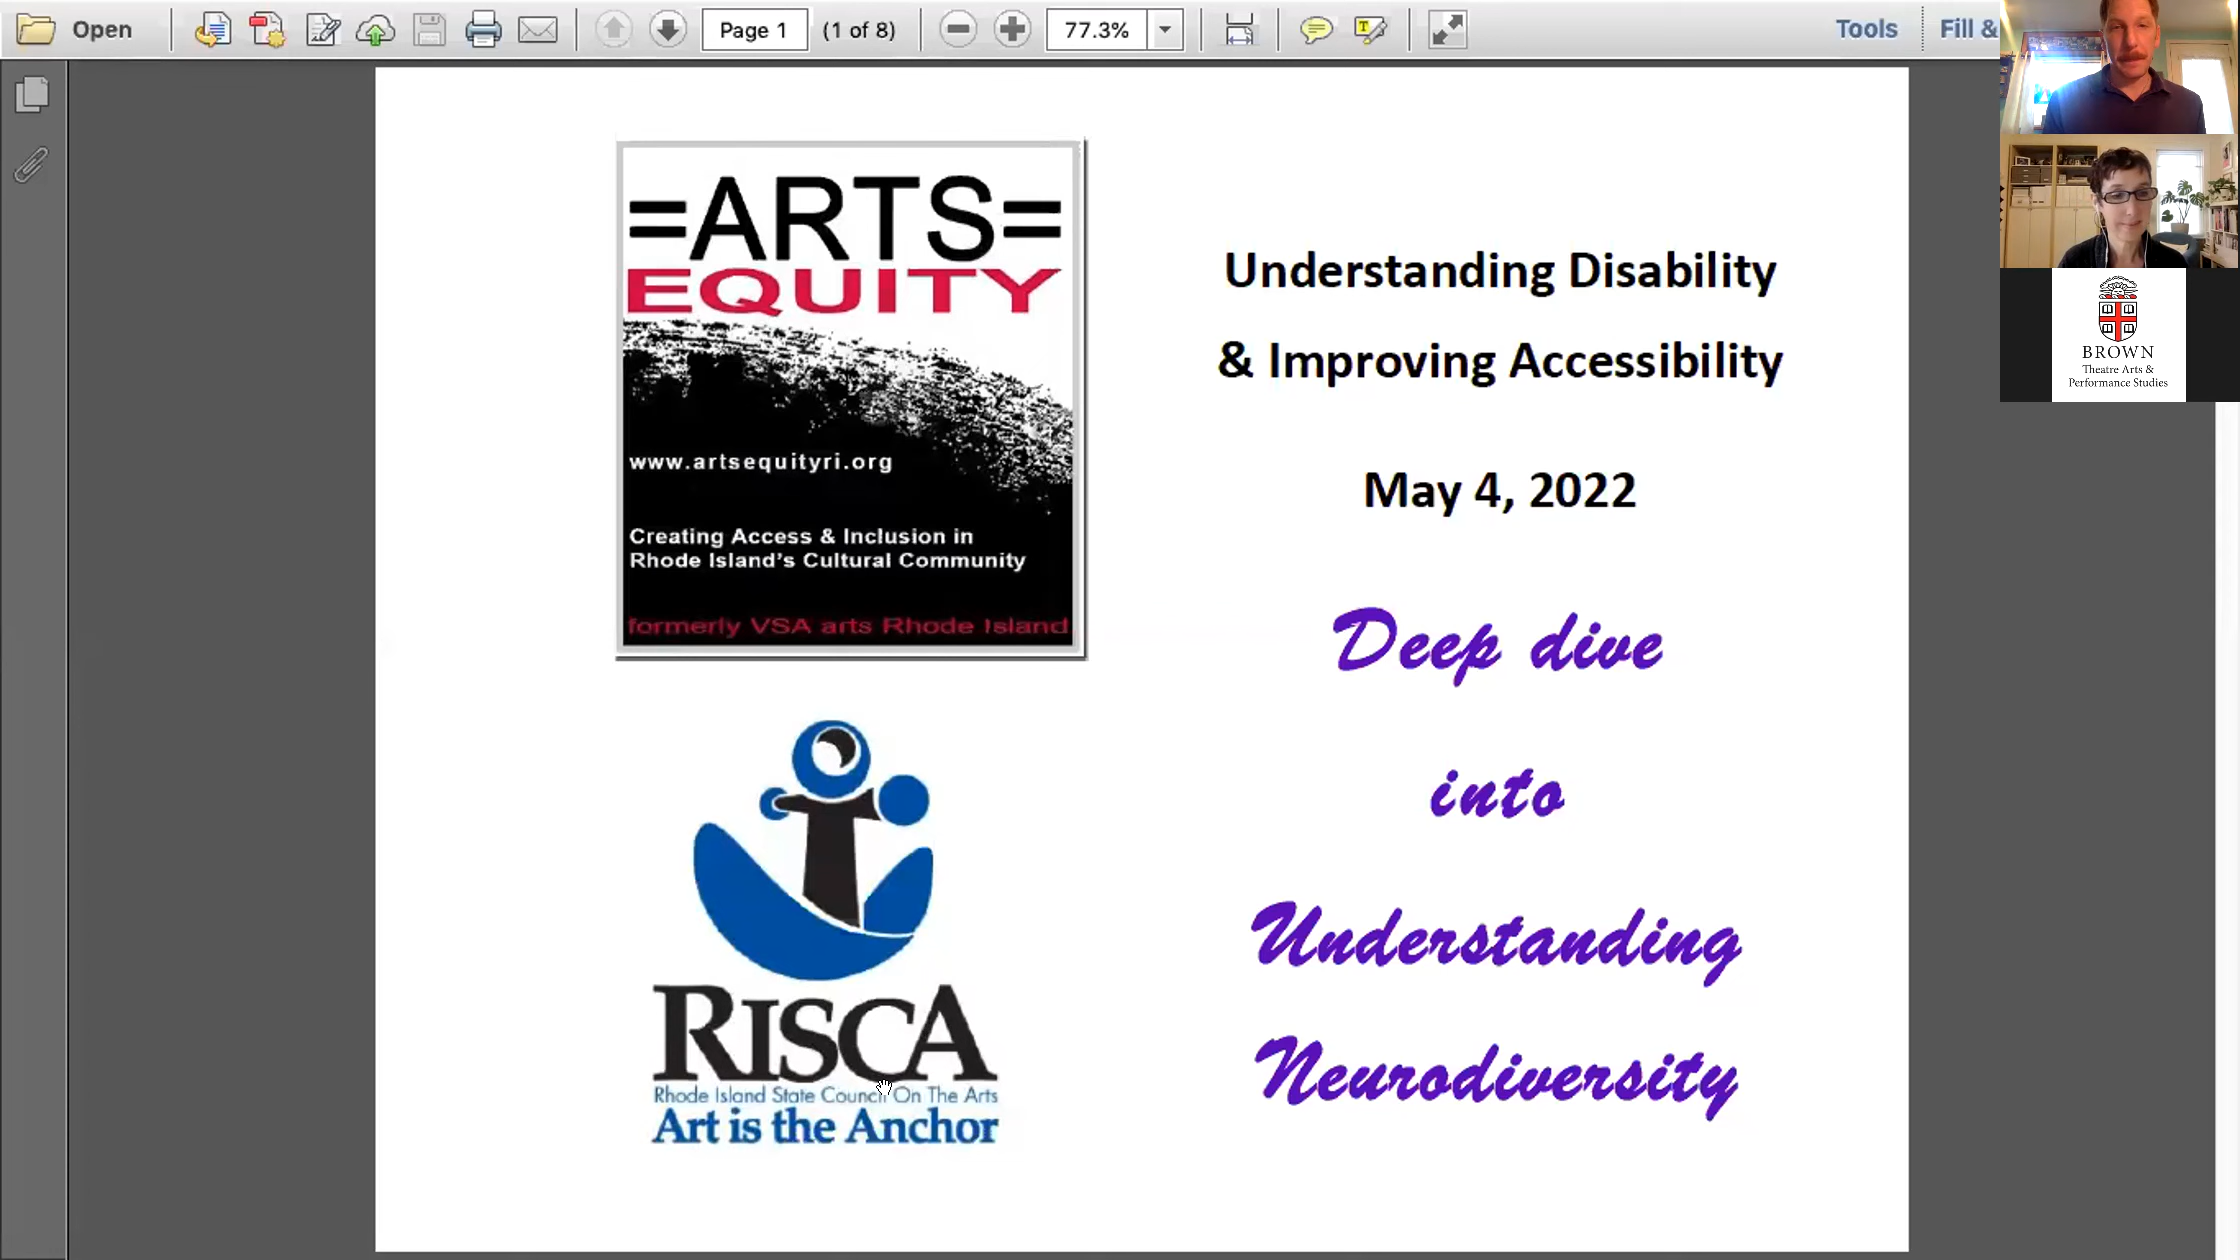 Open
Page 1
(1 of 8)
77.3%
Tools
Fill &
=ARTS=
EQUITY
www.artsequityri.org
Creating Access & Inclusion in
Rhode Island's Cultural Community
formerly VSA arts Rhode Island
RISCA
Rhode Island State Council On The Arts
Art is the Anchor
Understanding Disability
& Improving Accessibility
May 4, 2022
Deep dive
into
Understanding
Neurodiversity
BROWN
Theatre Arts &
Performance Studies